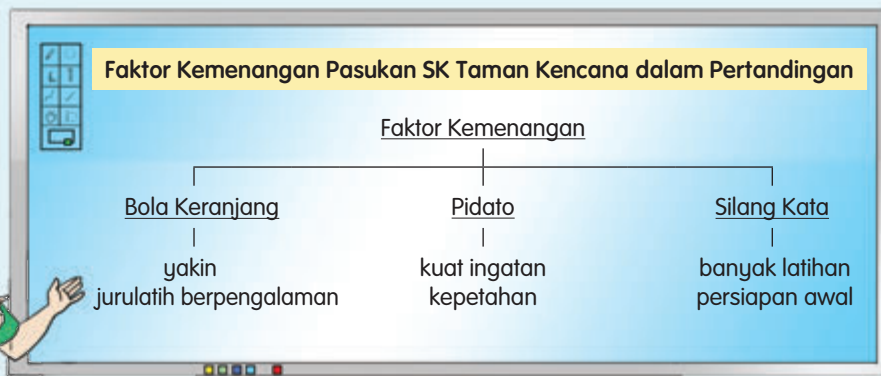 Faktor Kemenangan Pasukan SK Taman Kencana dalam Pertandingan
Faktor Kemenangan
Bola Keranjang
yakin
jurulatih berpengalaman
Pidato
kuat ingatan
kepetahan
Silang Kata
banyak latihan
persiapan awal